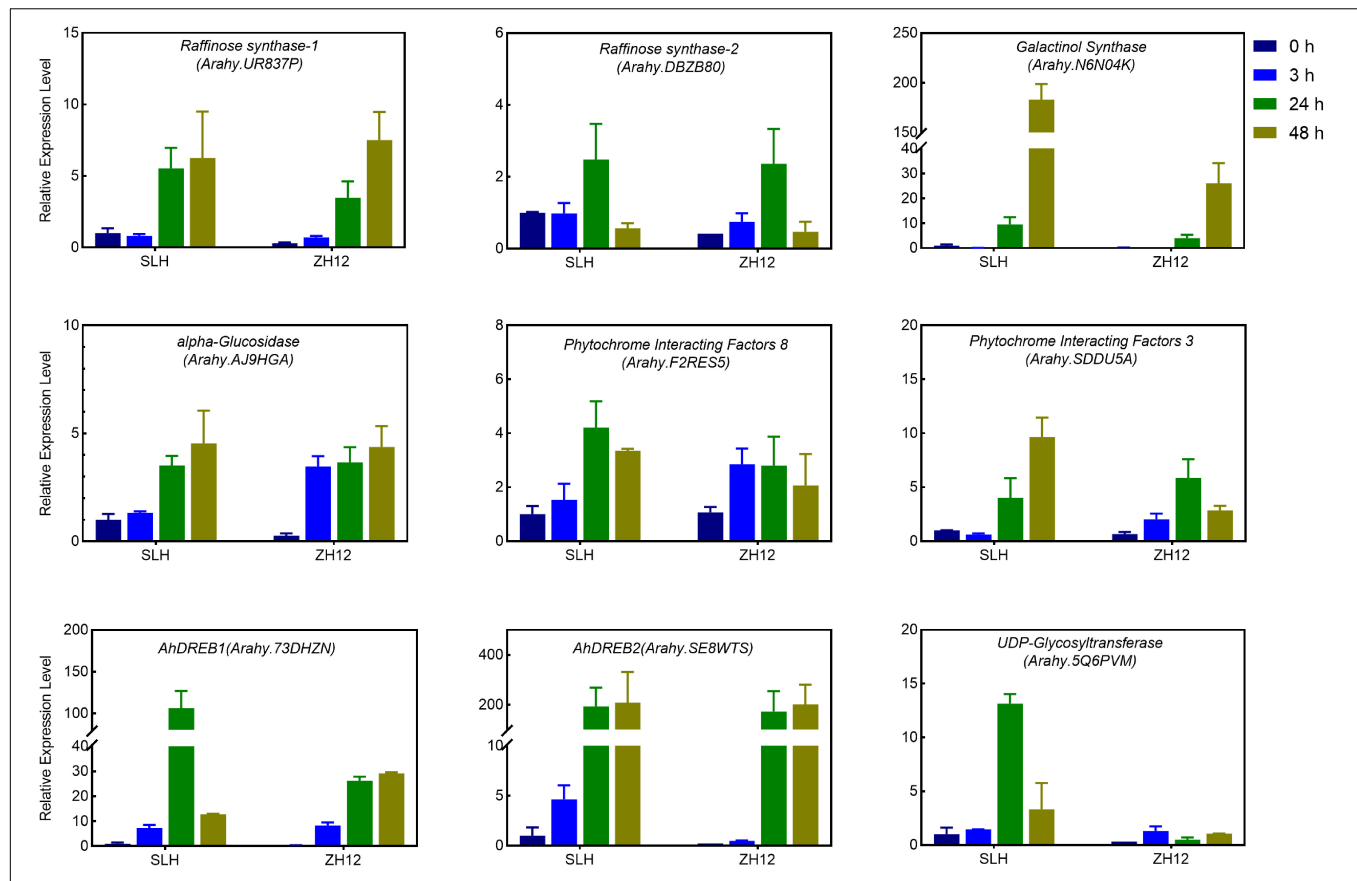 Raffinose synthase-1
(Arahy.UR837P)
Relative Expression Level
15
10
5
0
SLH
ZH12
Raffinose synthase-2
(Arahy.DBZB80)
6
4
2
0
SLH
ZH12
Galactinol Synthase
(Arahy.N6N04K)
250
200
150
100
50
40
30
20
10
0
SLH
ZH12
0 h
3 h
24 h
48 h
alpha-Glucosidase
(Arahy.AJ9HGA)
Relative Expression Level
10
5
0
SLH
ZH12
Phytochrome Interacting Factors 8
(Arahy.F2RES5)
8
6
4
2
0
SLH
ZH12
Phytochrome Interacting Factors 3
(Arahy.SDDU5A)
20
15
10
5
0
SLH
ZH12
AhDREB1(Arahy.73DHZN)
Relative Expression Level
200
150
100
50
40
30
20
10
0
SLH
ZH12
AhDREB2(Arahy.SE8WTS)
400
200
10
5
0
SLH
ZH12
UDP-Glycosyltransferase
(Arahy.5Q6PVM)
20
15
10
5
0
SLH
ZH12